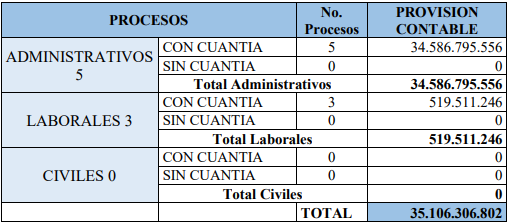 PROCESOS No. Procesos PROVISION CONTABLE
ADMINISTRATIVOS 5 CON CUANTIA 5 34.586.795.556
SIN CUANTIA 0 0
Total Administrativos 34.586.795.556
LABORALES 3 CON CUANTIA 3 519.511.246
SIN CUANTIA 0 0
Total Laborales 519.511.246
CIVILES 0 CON CUANTIA 0 0
SIN CUANTIA 0 0
Total Civiles 0
TOTAL 35.106.306.802